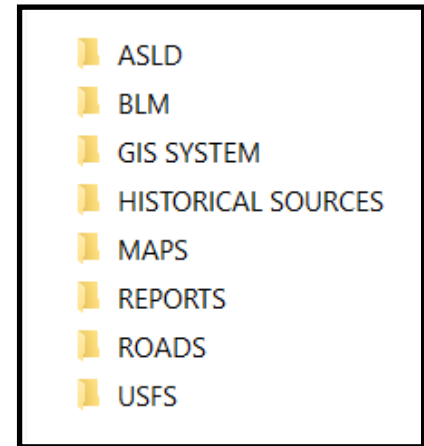 ASLD
BLM
GIS SYSTEM
HISTORICAL SOURCES
MAPS
REPORTS
ROADS
USFS